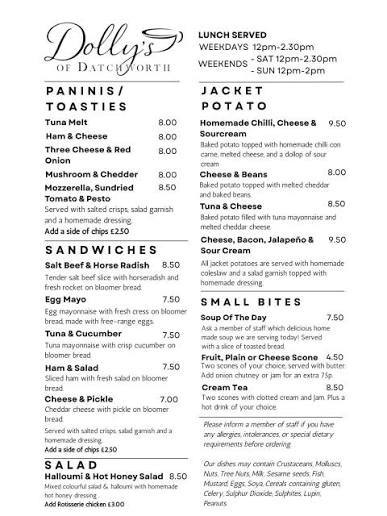 Dolly's
OF DATCHWORTH
LUNCH SERVED
WEEKDAYS 12pm-2.30pm
WEEKENDS - SAT 12pm-2.30pm
- SUN 12pm-2pm
PANINIS/
TOASTIES
Tuna Melt 8.00
Ham & Cheese 8.00
Three Cheese & Red 8.00
Onion
Mushroom & Chedder 8.00
Mozzerella, Sundried 8.50
Tomato & Pesto
Served with salted crisps, salad garnish
and a homemade dressing.
Add a side of chips £2.50
SANDWICHES
Salt Beef & Horse Radish 8.50
Tender salt beef slice with horseradish and
fresh rocket on bloomer bread.
Egg Mayo 7.50
Egg mayonnaise with fresh cress on bloomer
bread, made with free-range eggs.
Tuna & Cucumber 7.50
Tuna mayonnaise with crisp cucumber on
bloomer bread.
Ham & Salad 7.50
Sliced ham with fresh salad on bloomer
bread.
Cheese & Pickle 7.00
Cheddar cheese with pickle on bloomer
bread.
Served with salted crisps, salad garnish and a
homemade dressing.
Add a side of chips £2.50
SALAD
Halloumi & Hot Honey Salad 8.50
Mixed colourful salad & halloumi with homemade
hot honey dressing.
Add Rotisserie chicken £3.00
JACKET
POTATO
Homemade Chilli, Cheese & 9.50
Sourcream
Baked potato topped with homemade chilli con
carne, melted cheese, and a dollop of sour
cream
Cheese & Beans 8.00
Baked potato topped with melted cheddar
and baked beans.
Tuna & Cheese 8.50
Baked potato filled with tuna mayonnaise and
melted cheddar cheese.
Cheese, Bacon, Jalapeño & 9.50
Sour Cream
All jacket potatoes are served with homemade
coleslaw and a salad garnish topped with
homemade dressing.
SMALL BITES
Soup Of The Day 7.50
Ask a member of staff which delicious home
made soup we are serving today! Served
with a slice of toasted bread.
Fruit, Plain or Cheese Scone 4.50
Two scones of your choice, served with butter.
Add onion chutney or jam for an extra 75p.
Cream Tea 8.50
Two scones with clotted cream and Jam. Plus a
hot drink of your choice.
Please inform a member of staff if you have
any allergies, intolerances, or special dietary
requirements before ordering.
Our dishes may contain Crustaceans, Molluscs,
Nuts, Tree Nuts, Milk, Sesame seeds, Fish,
Mustard, Eggs, Soya, Cereals containing gluten,
Celery, Sulphur Dioxide, Sulphites, Lupin,
Peanuts.